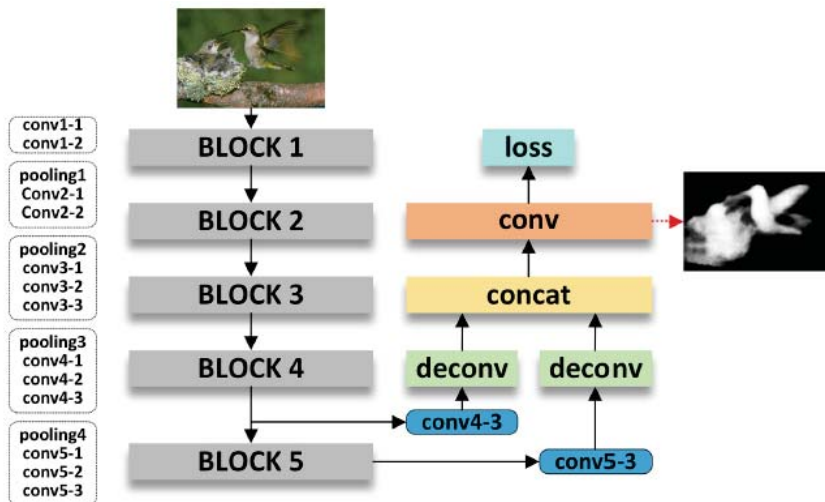 conv1-1
conv1-2
BLOCK 1
loss
pooling1
Conv2-1
Conv2-2
BLOCK 2
conv
pooling2
conv3-1
conv3-2
conv3-3
BLOCK 3
concat
pooling3
conv4-1
conv4-2
conv4-3
BLOCK 4
deconv
deconv
conv4-3
pooling4
conv5-1
conv5-2
conv5-3
BLOCK 5
conv5-3